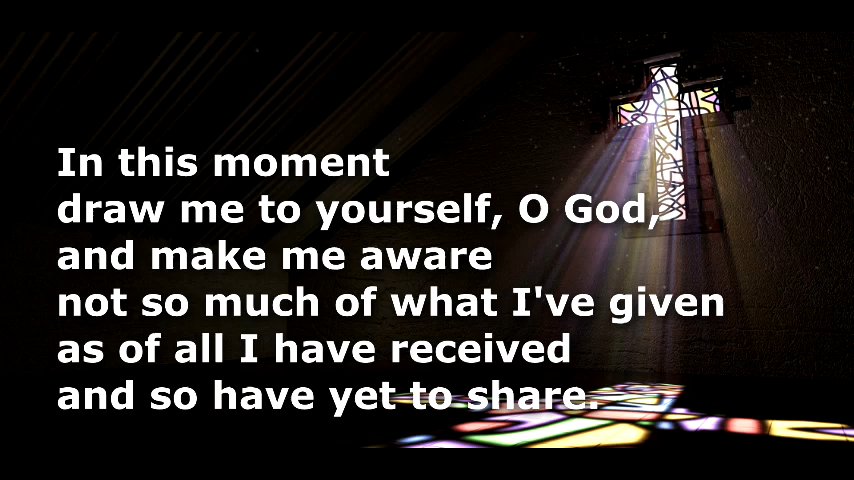 In this moment
draw me to yourself, O God,
and make me aware
not so much of what I've given
as of all I have received
and so have yet to share.